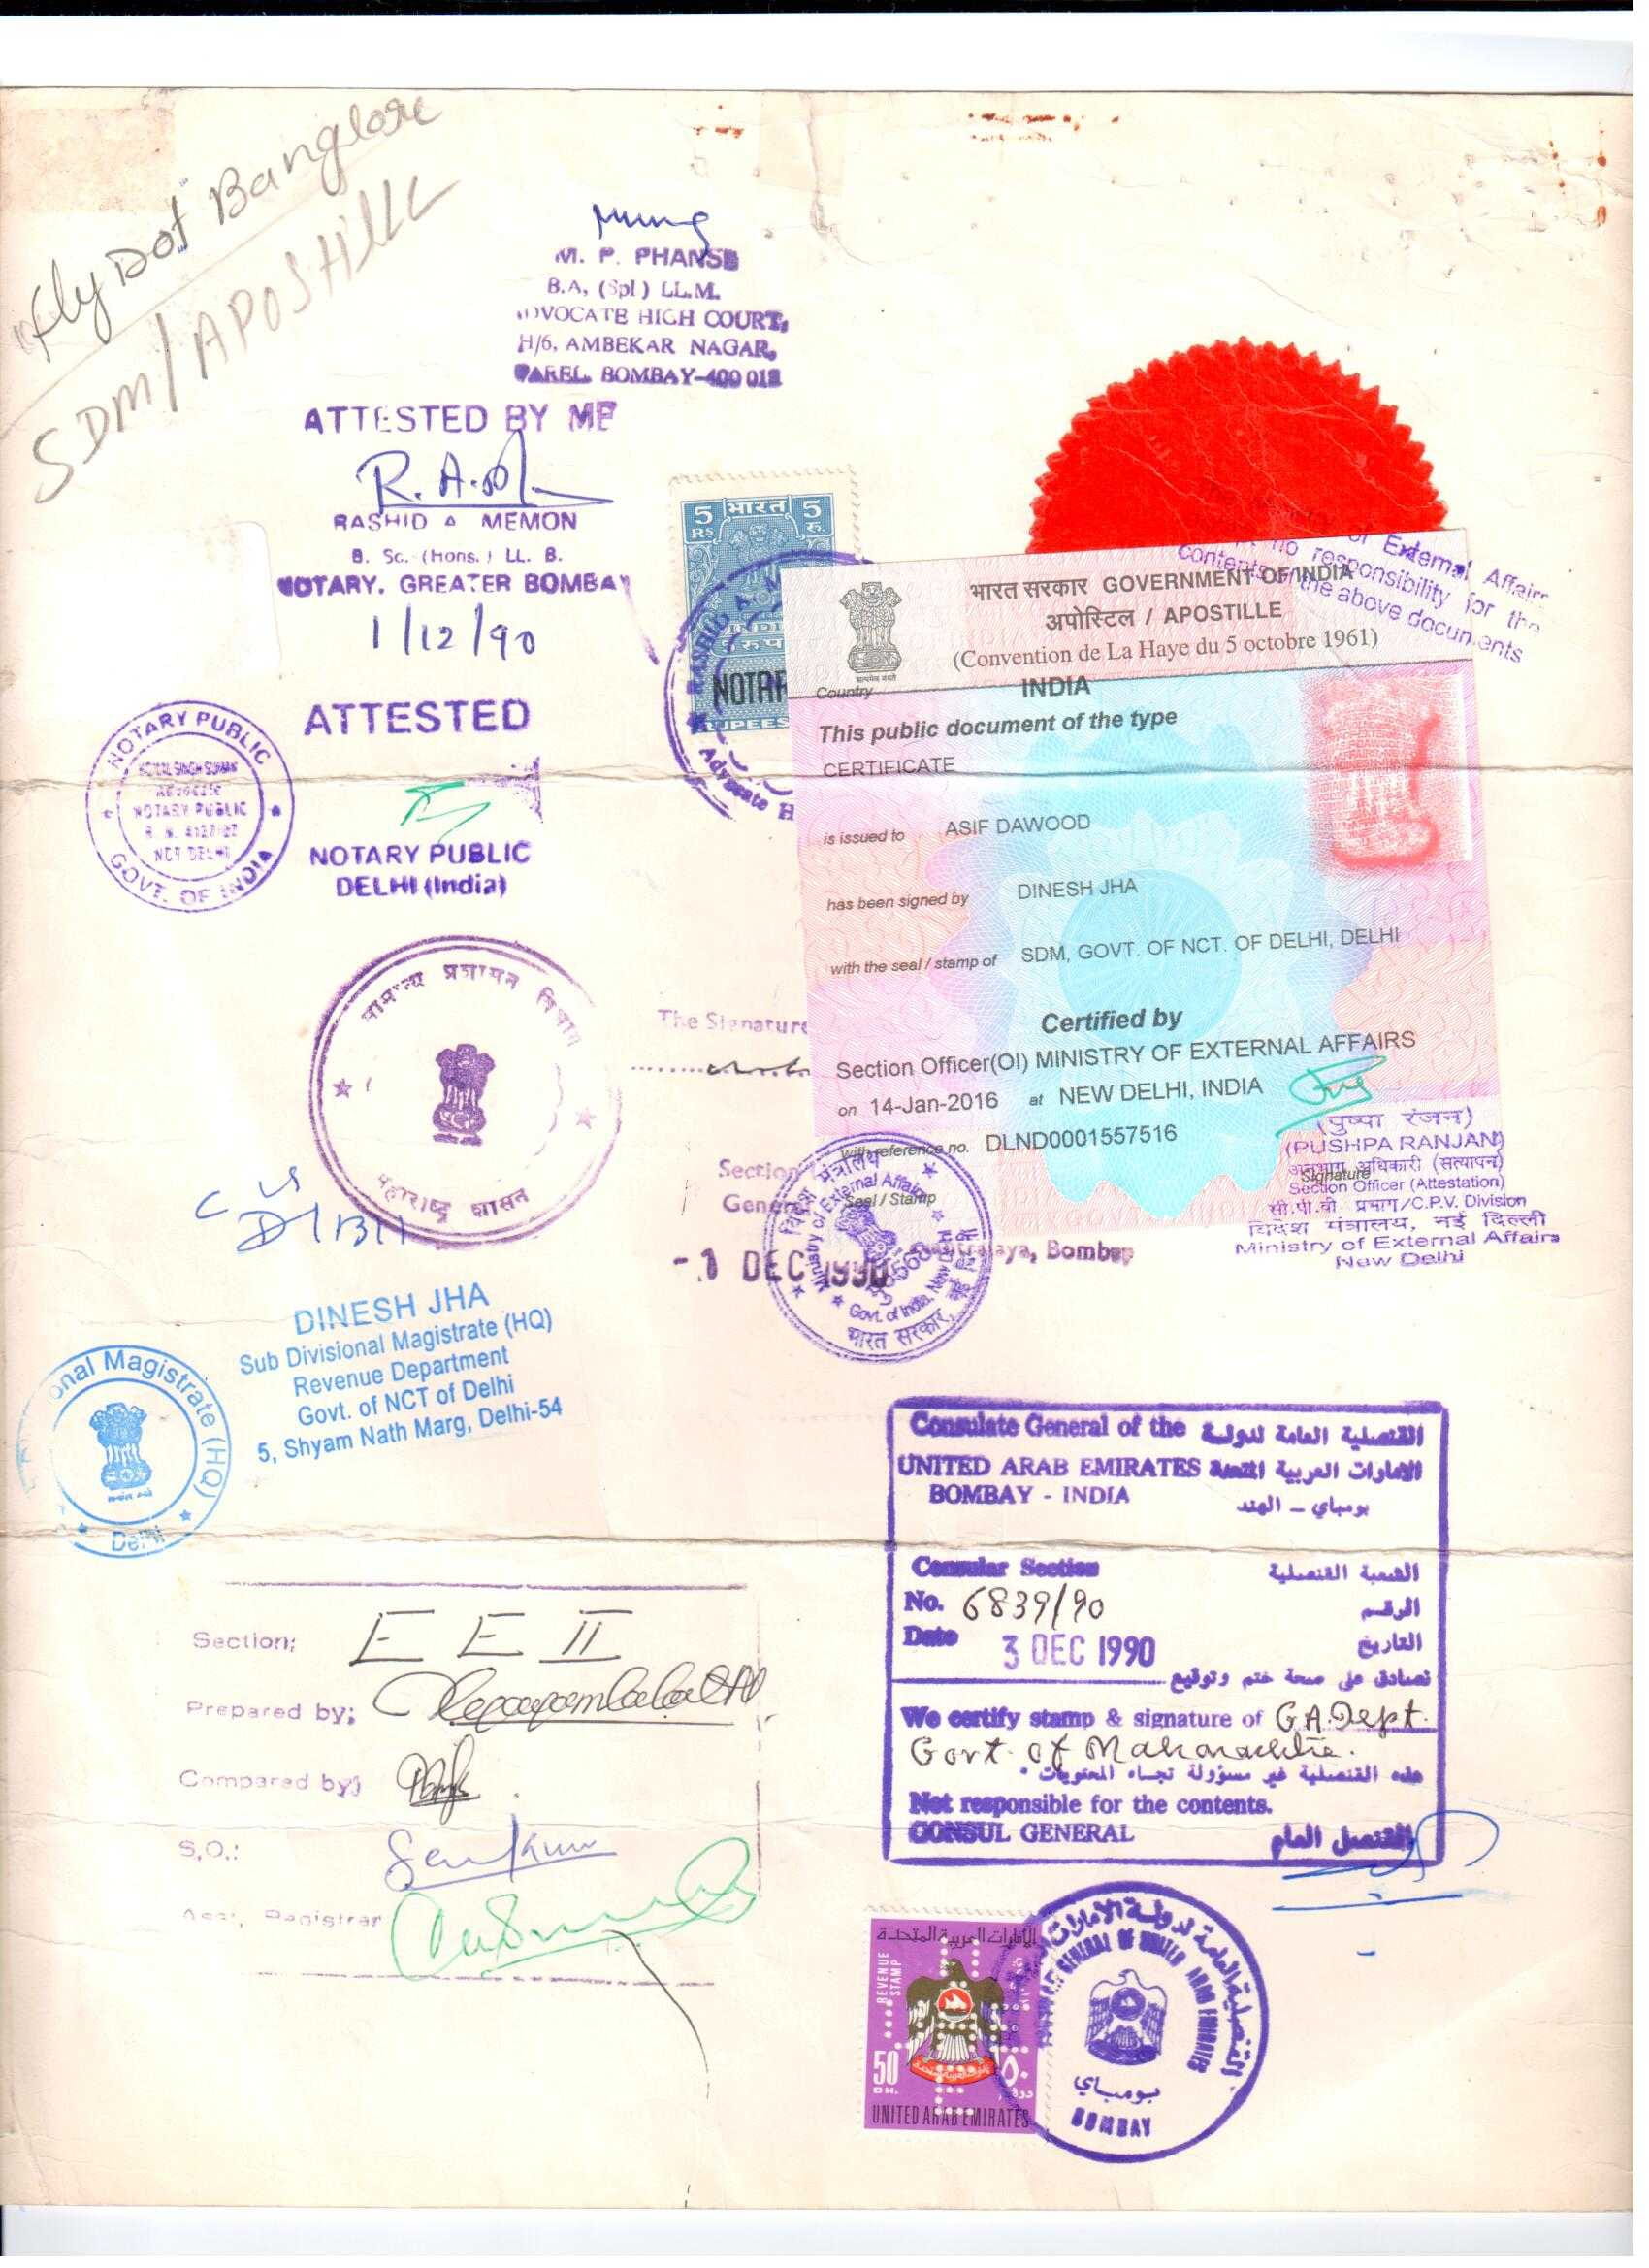 Fly Dot Banglore
SDM/APOSTILLE
M. P. PHANSE
B.A, (Spl) LL.M.
DVOCATE HIGH COURT,
H/6, AMBEKAR NAGAR,
PAREL, BOMBAY-400 012
ATTESTED BY ME
RASHID A MEMON
B. Sc. (Hons.) LL. B.
NOTARY. GREATER BOMBAY
1/12/90
5 भारत 5
RS रु.
NOTAR
RUPEES
Advocate H
of External Affairs
no responsibility for the
contents of the above documents
भारत सरकार GOVERNMENT OF INDIA
अपोस्टिल / APOSTILLE
(Convention de La Haye du 5 octobre 1961)
Country INDIA
This public document of the type
CERTIFICATE
is issued to ASIF DAWOOD
has been signed by DINESH JHA
with the seal / stamp of SDM, GOVT. OF NCT. OF DELHI, DELHI
Certified by
Section Officer(OI) MINISTRY OF EXTERNAL AFFAIRS
on 14-Jan-2016 at NEW DELHI, INDIA
with reference no. DLND0001557516
Seal / Stamp
Signature
(पुष्पा रंजन)
(PUSHPA RANJAN)
अनुभाग अधिकारी (सत्यापन)
Section Officer (Attestation)
सी.पी.वी. प्रभाग/C.P.V. Division
विदेश मंत्रालय, नई दिल्ली
Ministry of External Affairs
New Delhi
ATTESTED
NOTARY PUBLIC
DELHI (India)
NOTARY PUBLIC
NOTARY PUBLIC
GOVT. OF INDIA
सामान्य प्रशासन विभाग
महाराष्ट्र शासन
The Signature
Section
General
Bombay
-1 DEC 1990
विदेश मंत्रालय
Ministry of External Affairs
Govt. of India, New Delhi
भारत सरकार,
DINESH JHA
Sub Divisional Magistrate (HQ)
Revenue Department
Govt. of NCT of Delhi
5, Shyam Nath Marg, Delhi-54
onal Magistrate (HQ)
Delhi
Section; E E II
Prepared by;
Compared by;
S.O.:
Asst, Registrar
Consulate General of the القنصلية العامة لدولة
UNITED ARAB EMIRATES الامارات العربية المتحدة
BOMBAY - INDIA بومباي – الهند
Consular Section الشعبة القنصلية
No. 6839/90 الرقم
Date 3 DEC 1990 التاريخ
نصادق على صحة ختم وتوقيع
We certify stamp & signature of G.A. Dept.
Govt. of Maharashtra.
هذه القنصلية غير مسؤولة تجاه المحتويات
Not responsible for the contents.
CONSUL GENERAL القنصل العام
الإمارات العربية المتحدة
REVENUE STAMP
50 ٥٠
DH. درهم
UNITED ARAB EMIRATES
القنصلية العامة لدولة الامارات
GENERAL OF UNITED ARAB EMIRATES
بومباي
BOMBAY